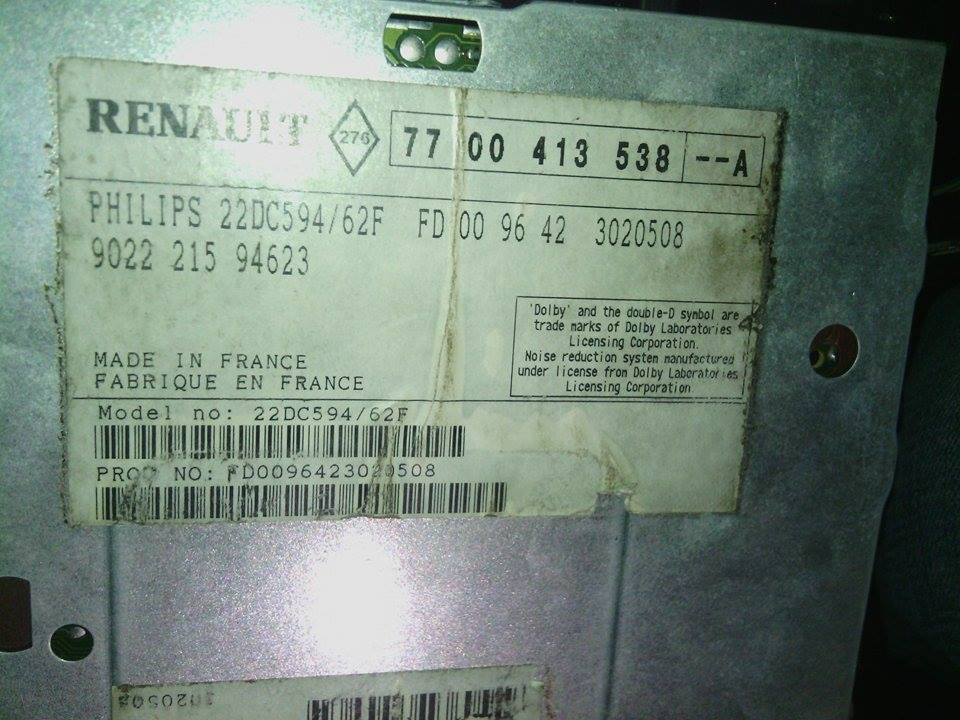 RENAULT 276 77 00 413 538 --A
PHILIPS 22DC594/62F FD 00 96 42 3020508
9022 215 94623
'Dolby' and the double-D symbol are
trade marks of Dolby Laboratories
Licensing Corporation.
Noise reduction system manufactured
under license from Dolby Laboratories
Licensing Corporation
MADE IN FRANCE
FABRIQUE EN FRANCE
Model no: 22DC594/62F
PROD NO: FD0096423020508
3020508